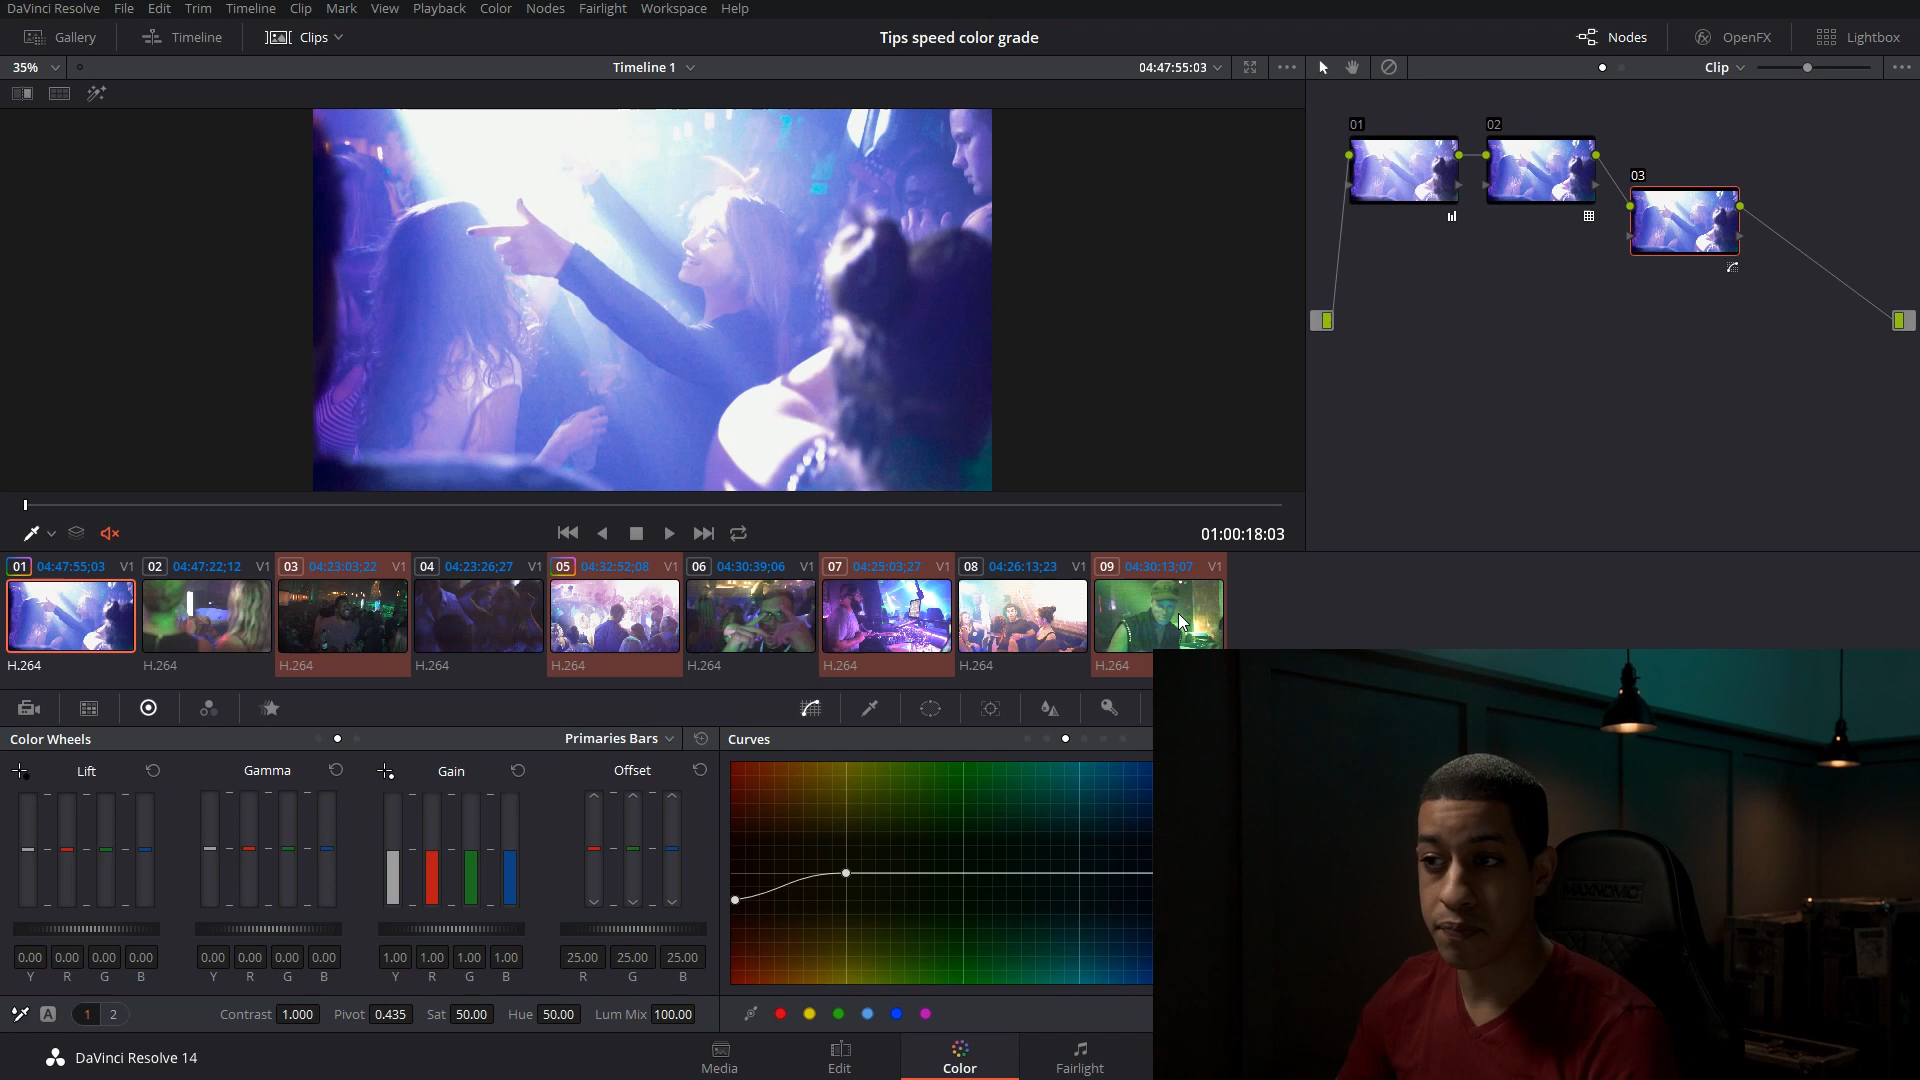 DaVinci Resolve File Edit Trim Timeline Clip Mark View Playback Color Nodes Fairlight Workspace Help
Gallery Timeline Clips Tips speed color grade Nodes OpenFX Lightbox
35% Timeline 1 04:47:55:03 Clip
01 02
03
01:00:18:03
01 04:47:55;03 V1 02 04:47:22;12 V1 03 04:23:03;22 V1 04 04:23:26;27 V1 05 04:32:52;08 V1 06 04:30:39;06 V1 07 04:25:03;27 V1 08 04:26:13;23 V1 09 04:30:13;07 V1
H.264 H.264 H.264 H.264 H.264 H.264 H.264 H.264 H.264
Color Wheels Primaries Bars Curves
Lift Gamma Gain Offset
0.00 0.00 0.00 0.00 0.00 0.00 0.00 0.00 1.00 1.00 1.00 1.00 25.00 25.00 25.00
Y R G B Y R G B Y R G B R G B
A 1 2 Contrast 1.000 Pivot 0.435 Sat 50.00 Hue 50.00 Lum Mix 100.00
DaVinci Resolve 14 Media Edit Color Fairlight
MAXNOMIC